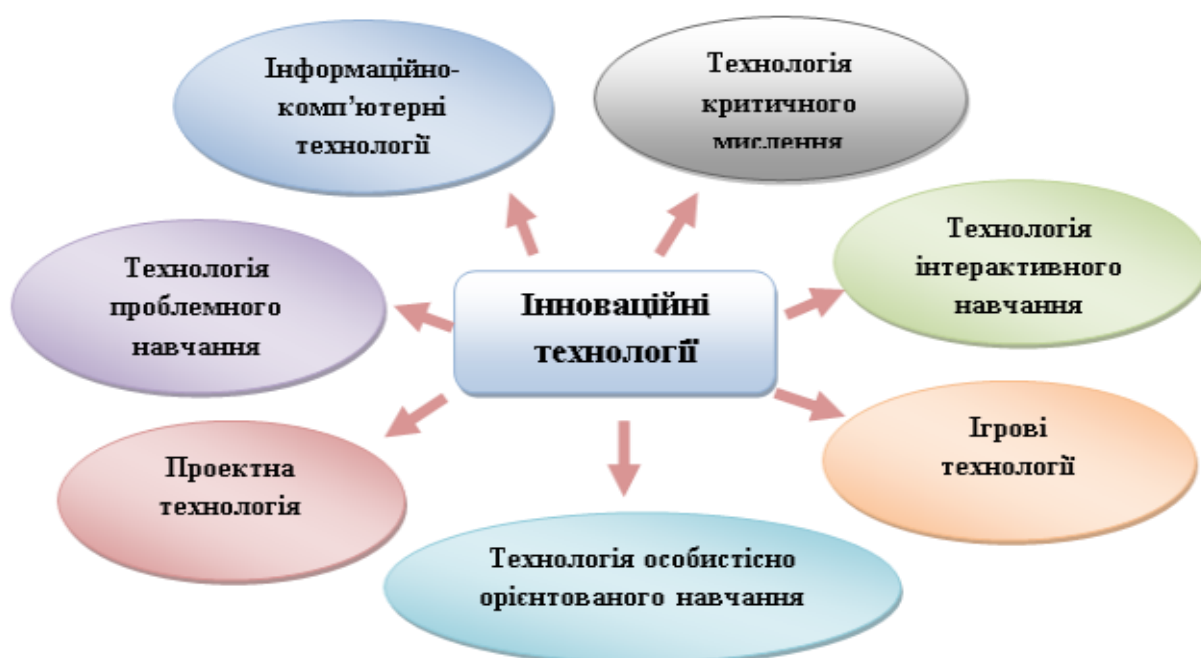 Інформаційно-
комп’ютерні
технології
Технологія
критичного
мислення
Технологія
проблемного
навчання
Інноваційні
технології
Технологія
інтерактивного
навчання
Проектна
технологія
Ігрові
технології
Технологія особистісно
орієнтованого навчання